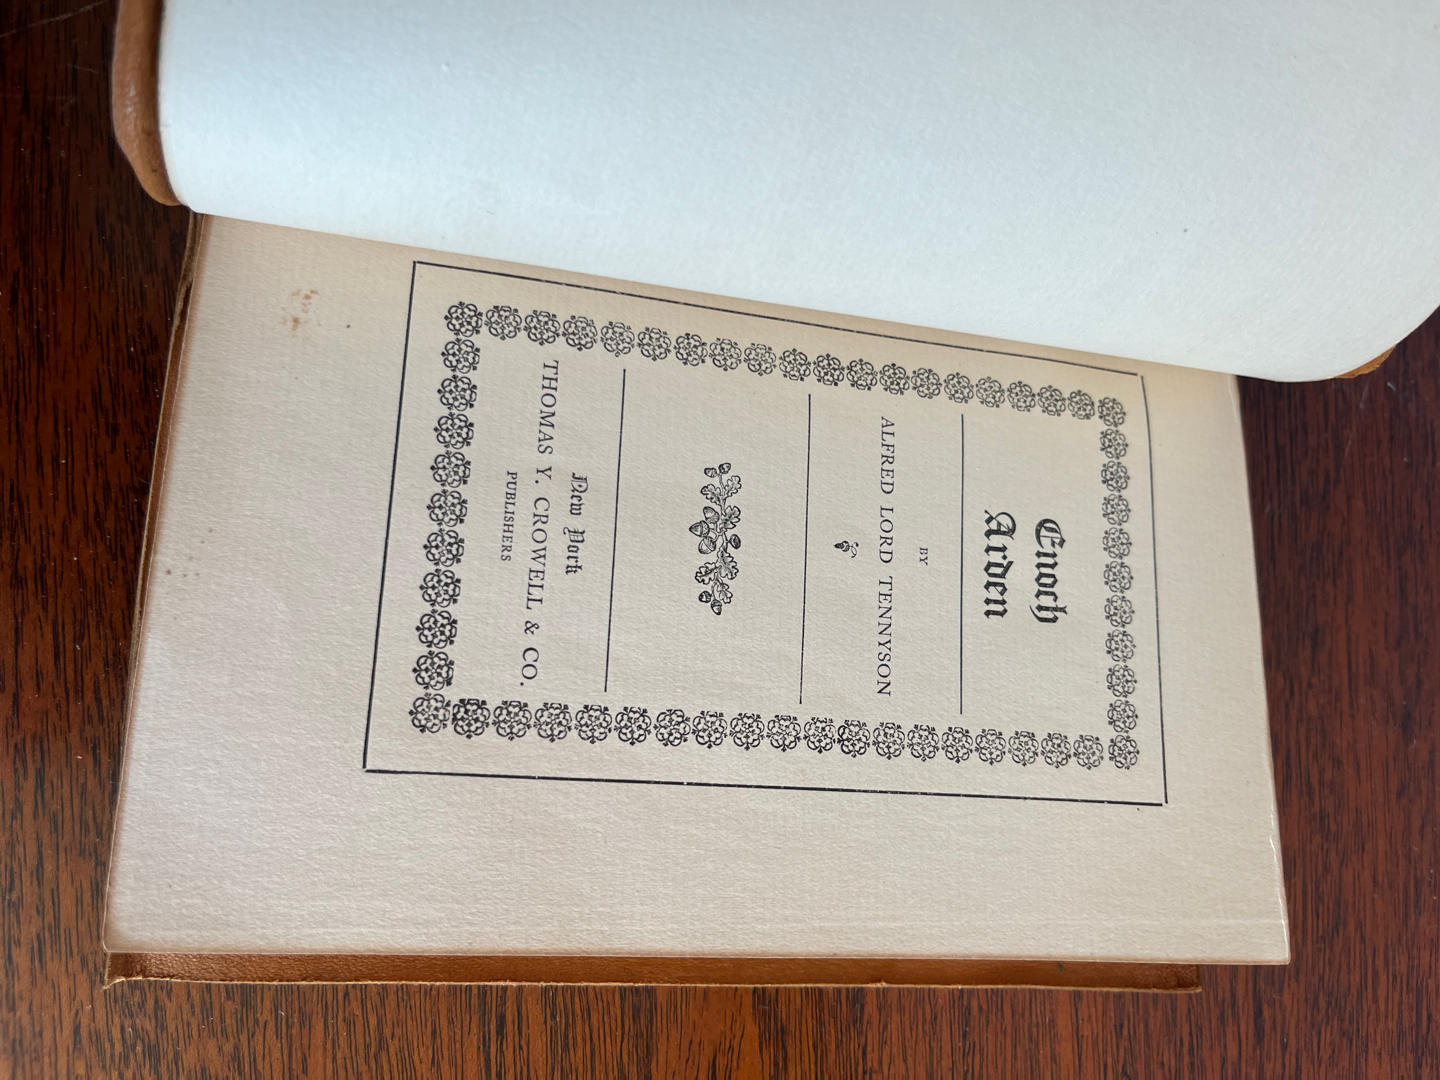 Enoch
Arden
BY
ALFRED LORD TENNYSON
New York
THOMAS Y. CROWELL & CO.
PUBLISHERS